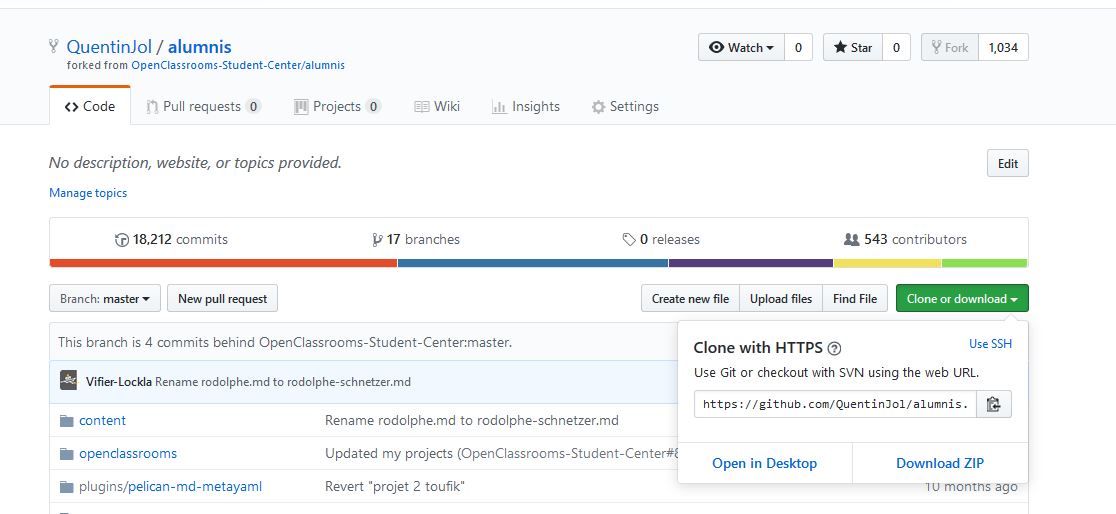 QuentinJol / alumnis
Watch 0 Star 0 Fork 1,034
forked from OpenClassrooms-Student-Center/alumnis
Code Pull requests 0 Projects 0 Wiki Insights Settings
No description, website, or topics provided. Edit
Manage topics
18,212 commits 17 branches 0 releases 543 contributors
Branch: master New pull request Create new file Upload files Find File Clone or download
This branch is 4 commits behind OpenClassrooms-Student-Center:master.
Clone with HTTPS Use SSH
Use Git or checkout with SVN using the web URL.
https://github.com/QuentinJol/alumnis.
Open in Desktop Download ZIP
Vifier-Lockla Rename rodolphe.md to rodolphe-schnetzer.md
content Rename rodolphe.md to rodolphe-schnetzer.md
openclassrooms Updated my projects (OpenClassrooms-Student-Center#
plugins/pelican-md-metayaml Revert "projet 2 toufik" 10 months ago